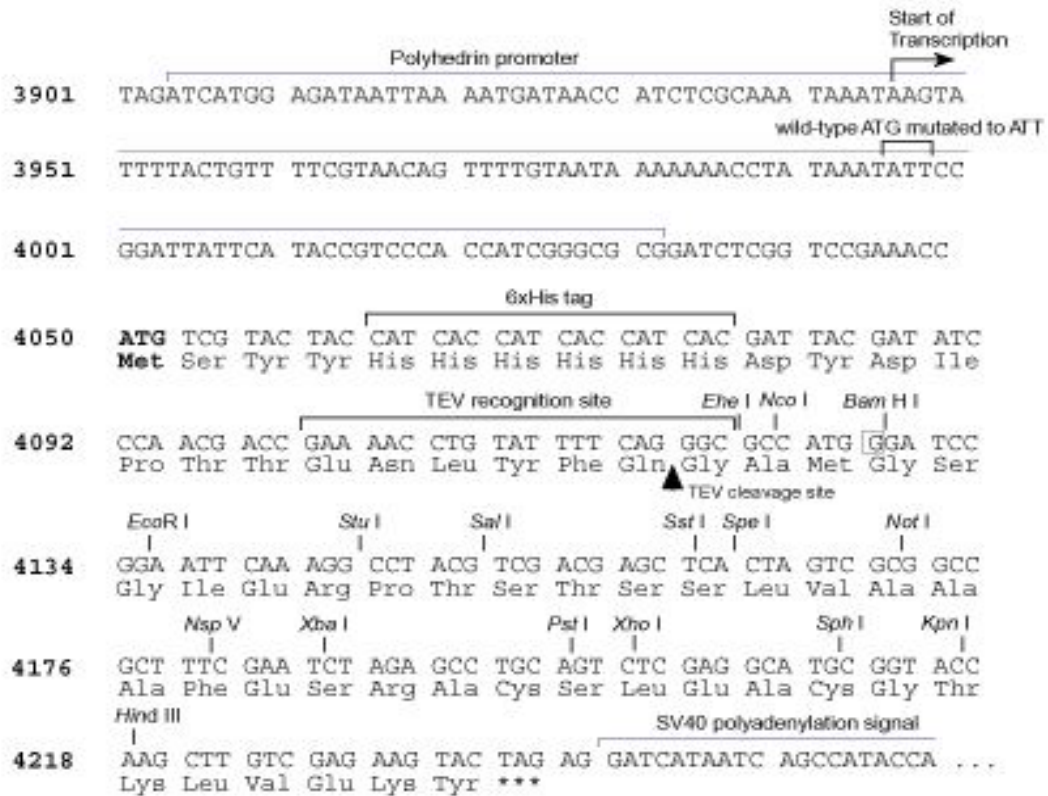 Start of
Transcription
Polyhedrin promoter
3901 TAGATCATGG AGATAATTAA AATGATAACC ATCTCGCAAA TAAATAAGTA
wild-type ATG mutated to ATT
3951 TTTTACTGTT TTCGTAACAG TTTTGTAATA AAAAAACCTA TAAATATTCC
4001 GGATTATTCA TACCGTCCCA CCATCGGGCG CGGATCTCGG TCCGAAACC
6xHis tag
4050 ATG TCG TAC TAC CAT CAC CAT CAC CAT CAC GAT TAC GAT ATC
Met Ser Tyr Tyr His His His His His His Asp Tyr Asp Ile
TEV recognition site Ehe I Nco I Bam H I
4092 CCA ACG ACC GAA AAC CTG TAT TTT CAG GGC GCC ATG GGA TCC
Pro Thr Thr Glu Asn Leu Tyr Phe Gln Gly Ala Met Gly Ser
TEV cleavage site
EcoR I Stu I Sal I Sst I Spe I Not I
4134 GGA ATT CAA AGG CCT ACG TCG ACG AGC TCA CTA GTC GCG GCC
Gly Ile Glu Arg Pro Thr Ser Thr Ser Ser Leu Val Ala Ala
Nsp V Xba I Pst I Xho I Sph I Kpn I
4176 GCT TTC GAA TCT AGA GCC TGC AGT CTC GAG GCA TGC GGT ACC
Ala Phe Glu Ser Arg Ala Cys Ser Leu Glu Ala Cys Gly Thr
Hind III SV40 polyadenylation signal
4218 AAG CTT GTC GAG AAG TAC TAG AG GATCATAATC AGCCATACCA ...
Lys Leu Val Glu Lys Tyr ***